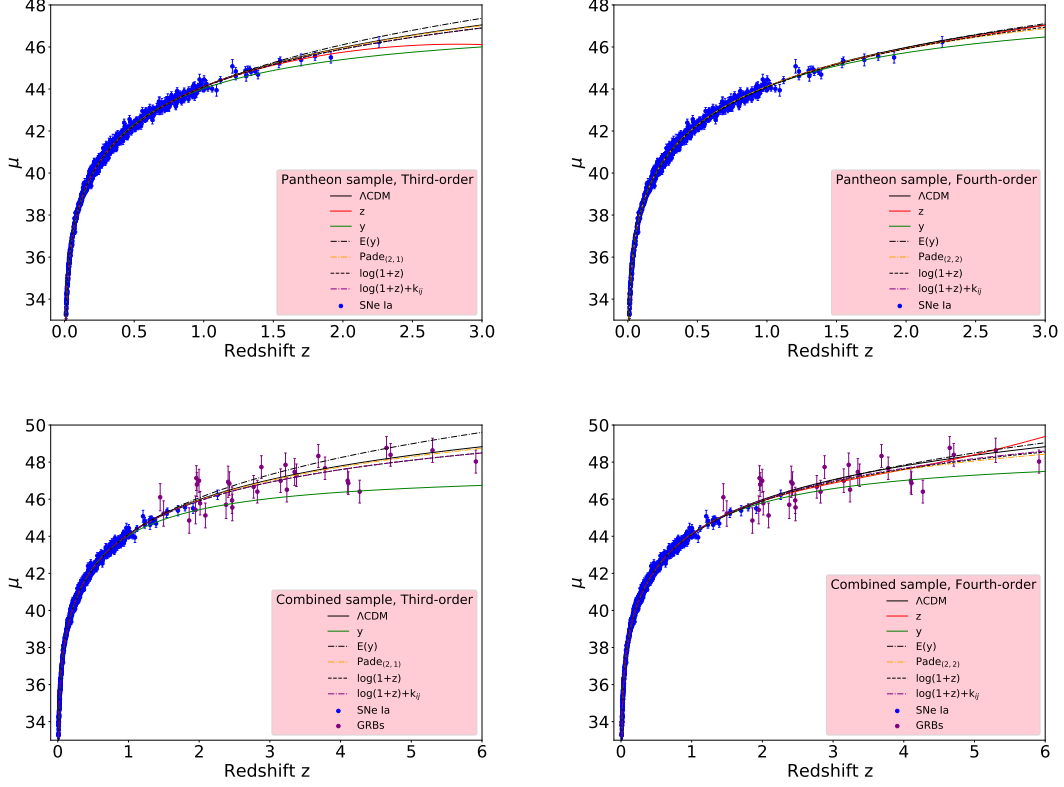 48
46
44
42
40
38
36
34
μ
Pantheon sample, Third-order
ΛCDM
z
y
E(y)
Pade(2, 1)
log(1+z)
log(1+z)+kij
SNe Ia
0.0 0.5 1.0 1.5 2.0 2.5 3.0
Redshift z
48
46
44
42
40
38
36
34
μ
Pantheon sample, Fourth-order
ΛCDM
z
y
E(y)
Pade(2, 2)
log(1+z)
log(1+z)+kij
SNe Ia
0.0 0.5 1.0 1.5 2.0 2.5 3.0
Redshift z
50
48
46
44
42
40
38
36
34
μ
Combined sample, Third-order
ΛCDM
y
E(y)
Pade(2, 1)
log(1+z)
log(1+z)+kij
SNe Ia
GRBs
0 1 2 3 4 5 6
Redshift z
50
48
46
44
42
40
38
36
34
μ
Combined sample, Fourth-order
ΛCDM
z
y
E(y)
Pade(2, 2)
log(1+z)
log(1+z)+kij
SNe Ia
GRBs
0 1 2 3 4 5 6
Redshift z